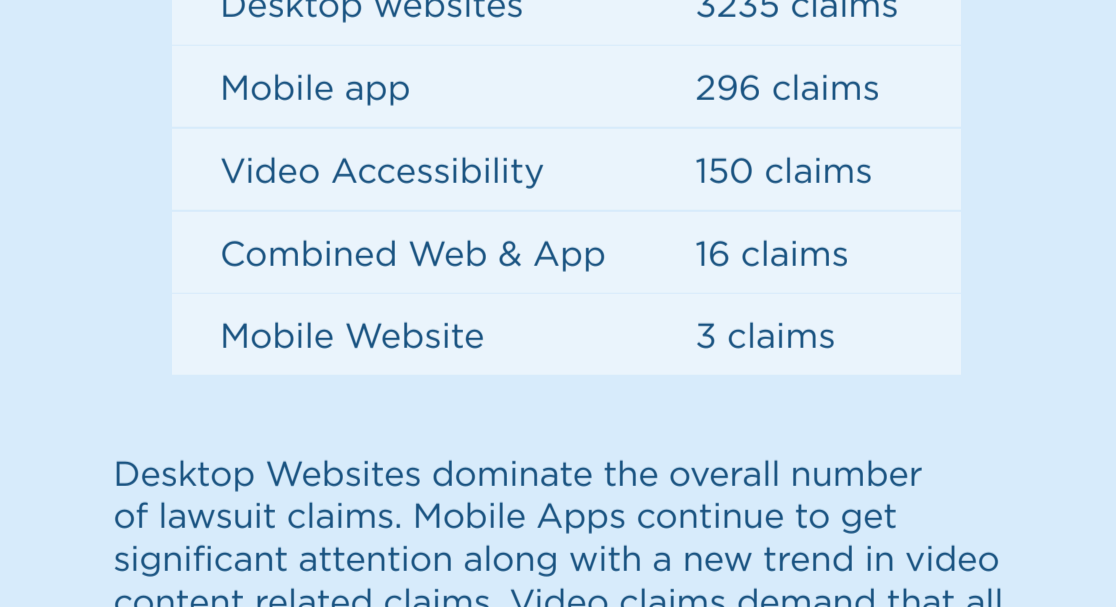 Desktop websites 3235 claims
Mobile app 296 claims
Video Accessibility 150 claims
Combined Web & App 16 claims
Mobile Website 3 claims
Desktop Websites dominate the overall number
of lawsuit claims. Mobile Apps continue to get
significant attention along with a new trend in video
content related claims. Video claims demand that all